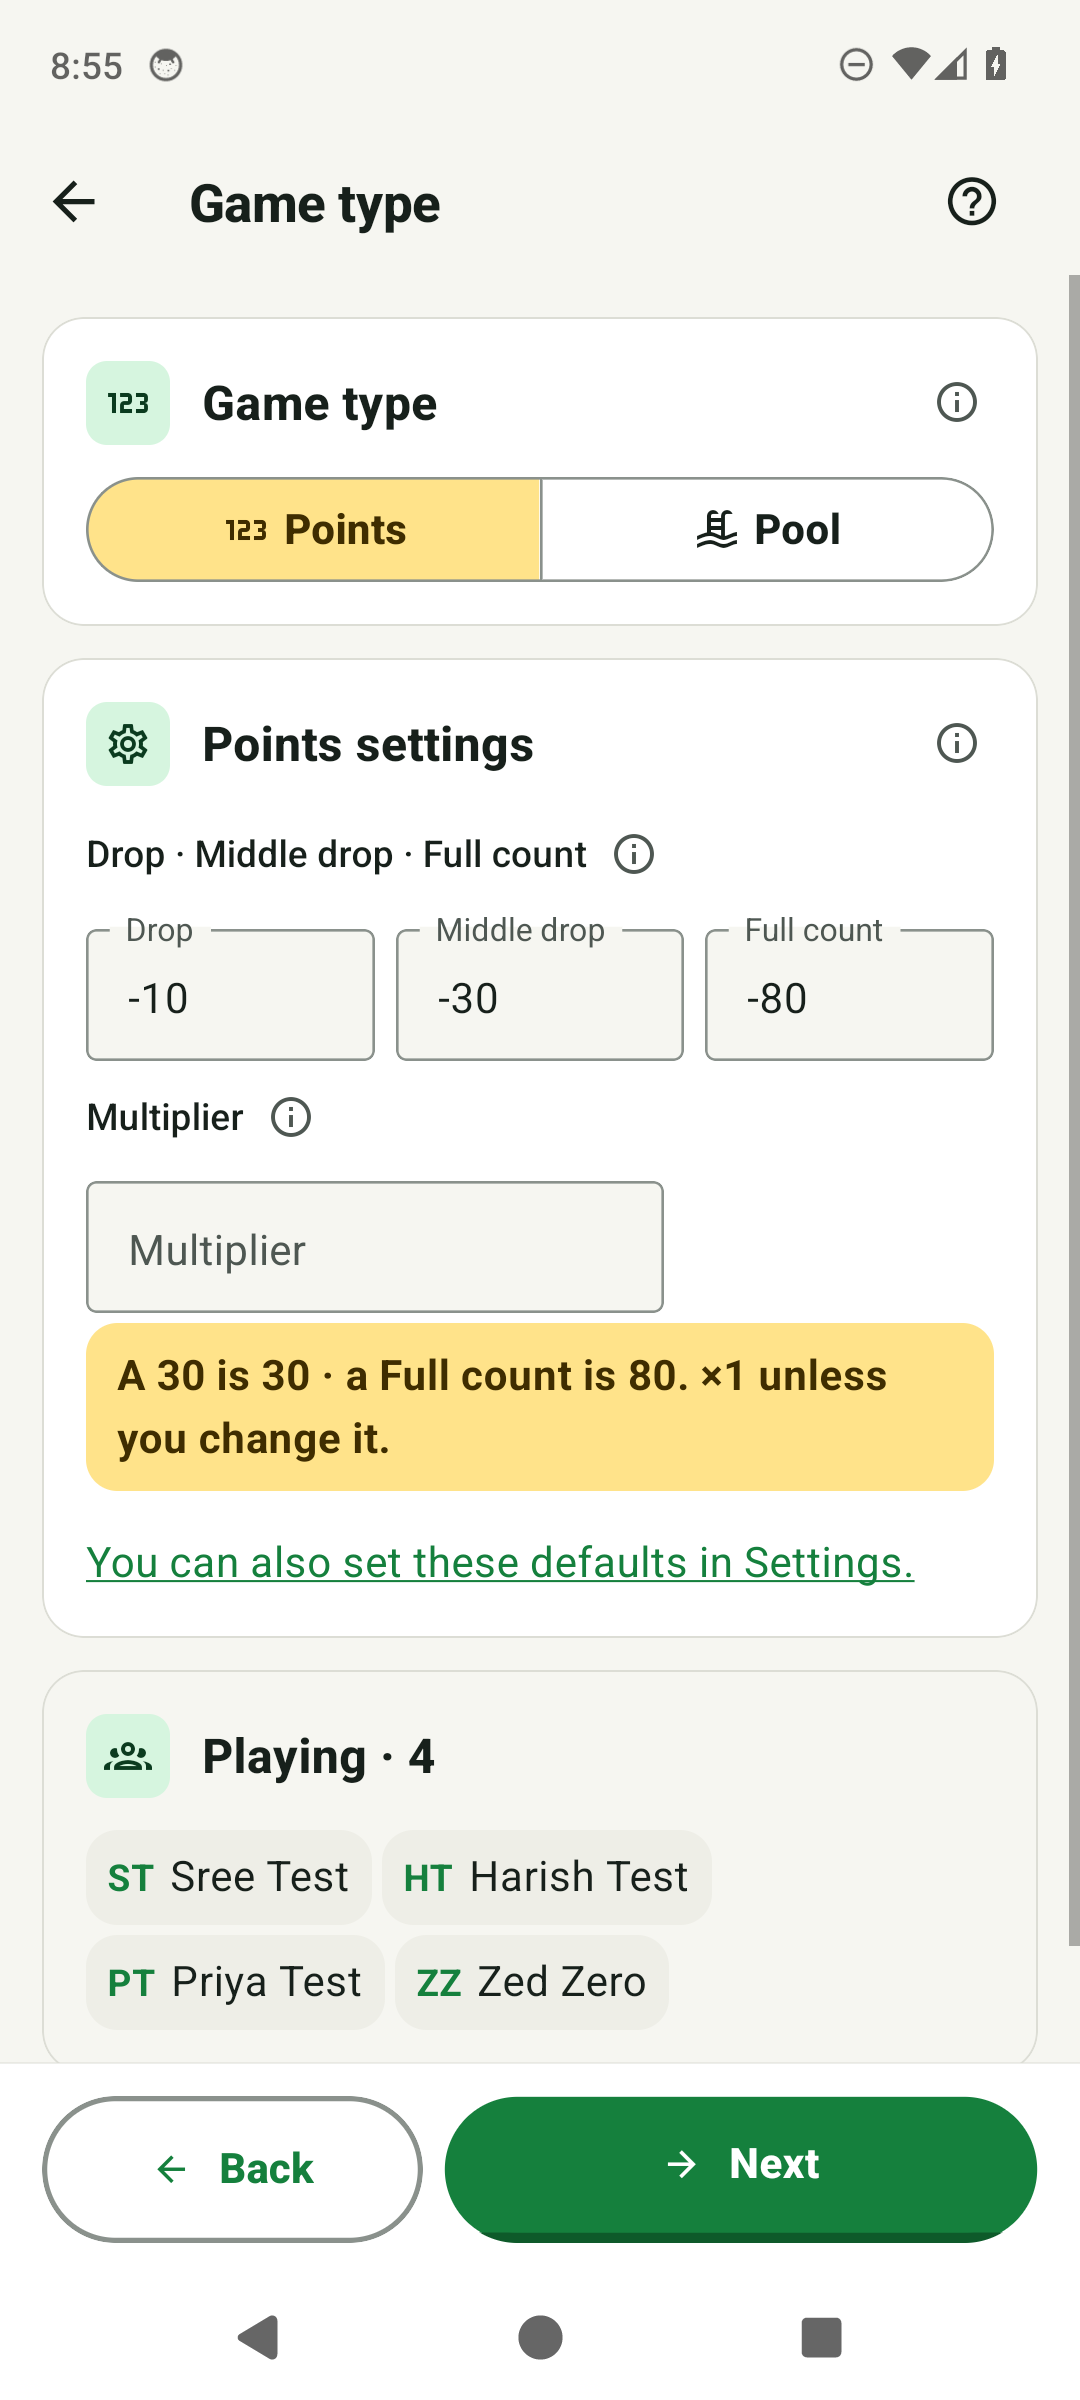 8:55
Game type
123 Game type
123 Points
Pool
Points settings
Drop · Middle drop · Full count
Drop Middle drop Full count
-10 -30 -80
Multiplier
Multiplier
A 30 is 30 · a Full count is 80. ×1 unless
you change it.
You can also set these defaults in Settings.
Playing · 4
ST Sree Test HT Harish Test
PT Priya Test ZZ Zed Zero
Back Next